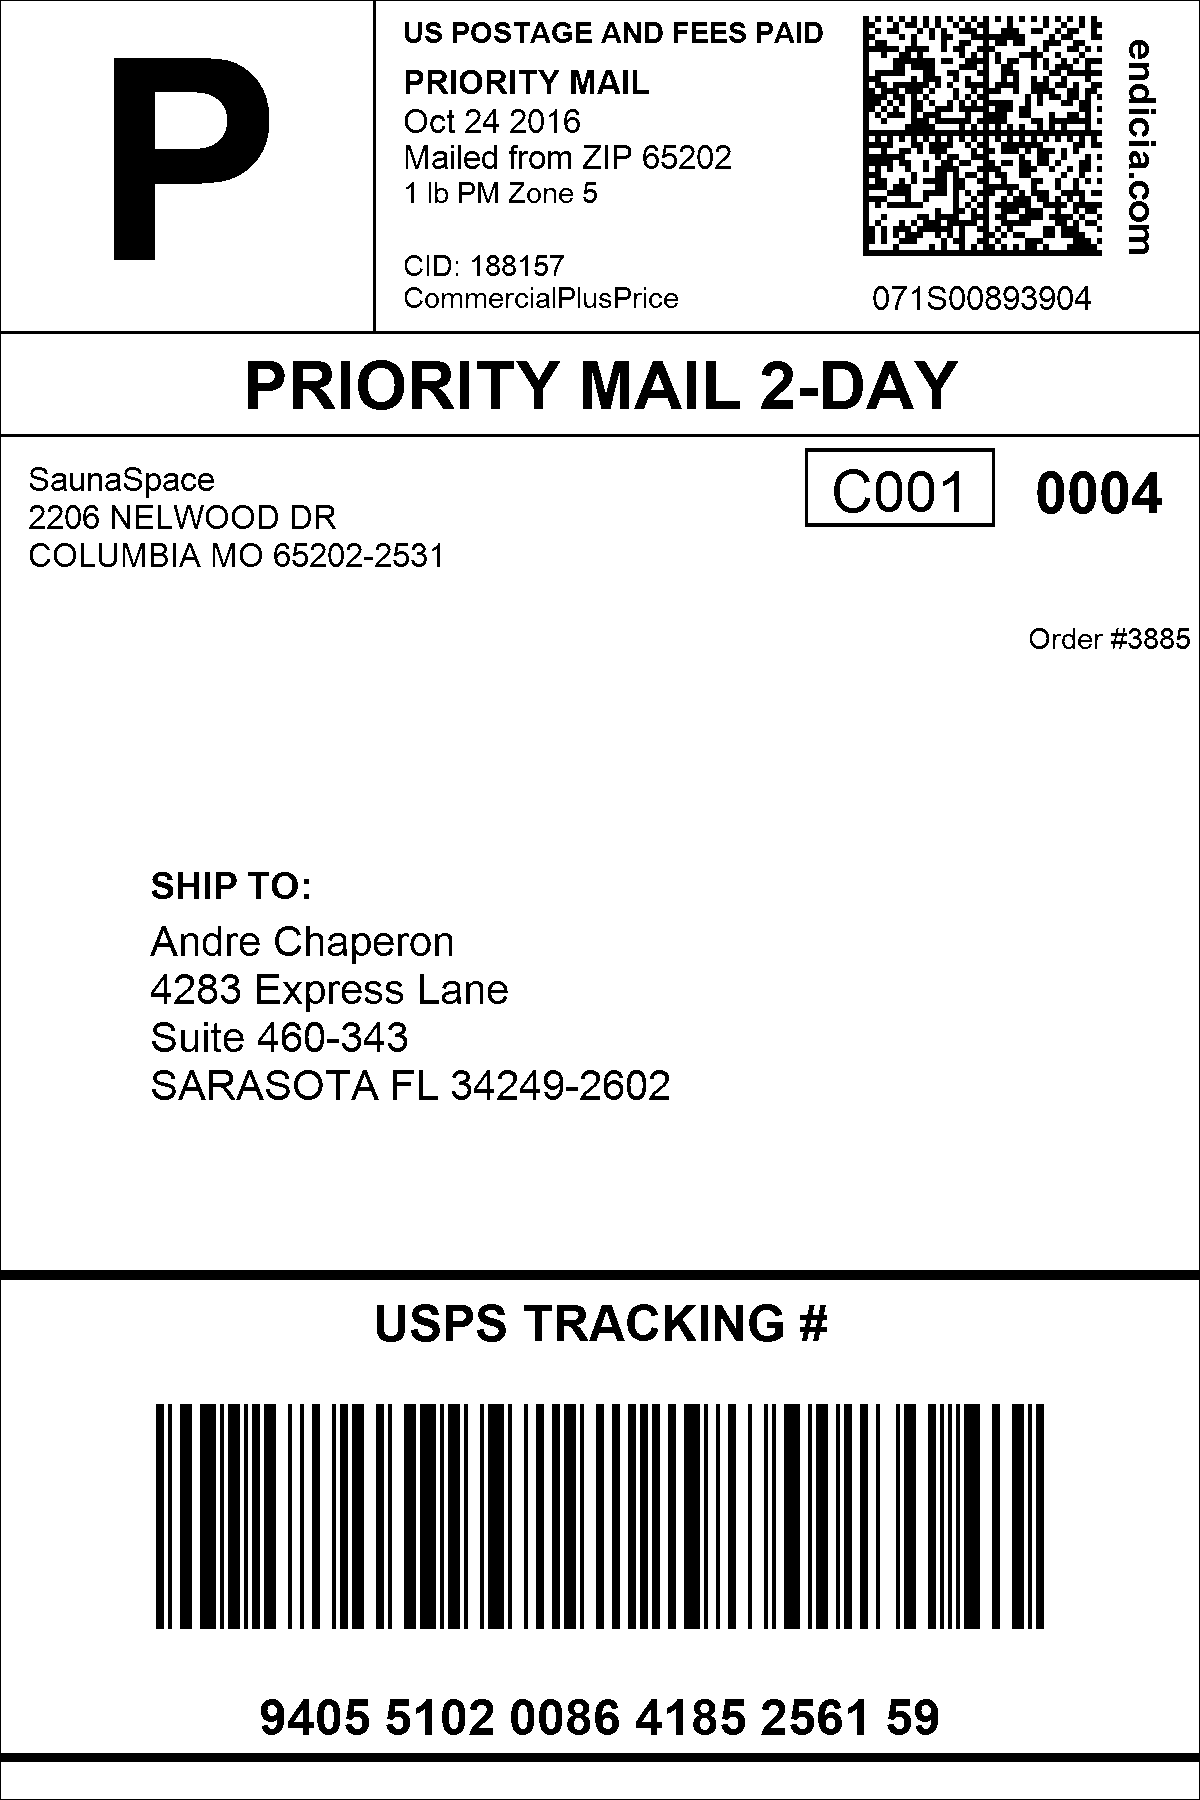 P
US POSTAGE AND FEES PAID
PRIORITY MAIL
Oct 24 2016
Mailed from ZIP 65202
1 lb PM Zone 5
CID: 188157
CommercialPlusPrice
endicia.com
071S00893904
PRIORITY MAIL 2-DAY
SaunaSpace
2206 NELWOOD DR
COLUMBIA MO 65202-2531
C001
0004
Order #3885
SHIP TO:
Andre Chaperon
4283 Express Lane
Suite 460-343
SARASOTA FL 34249-2602
USPS TRACKING #
9405 5102 0086 4185 2561 59